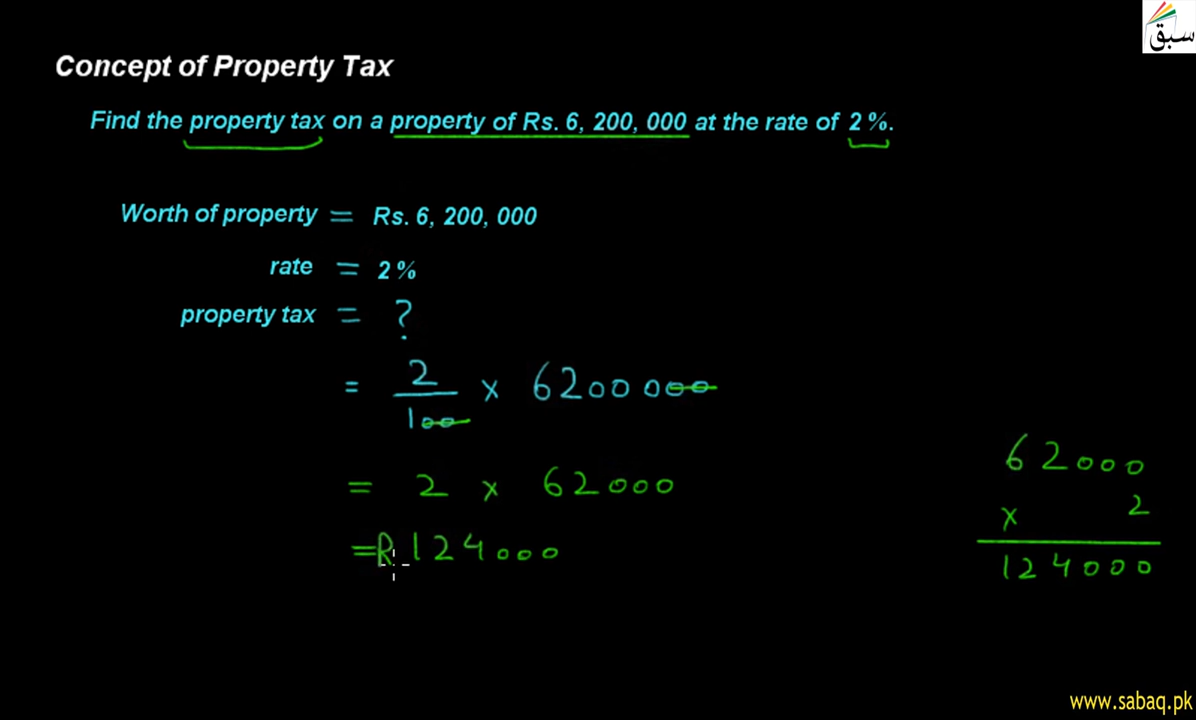 سبق
Concept of Property Tax
Find the property tax on a property of Rs. 6, 200, 000 at the rate of 2%.
Worth of property = Rs. 6, 200, 000
rate = 2%
property tax = ?
= 2/100 x 6200000
= 2 x 62000
=R 124000
62000
x 2
124000
www.sabaq.pk